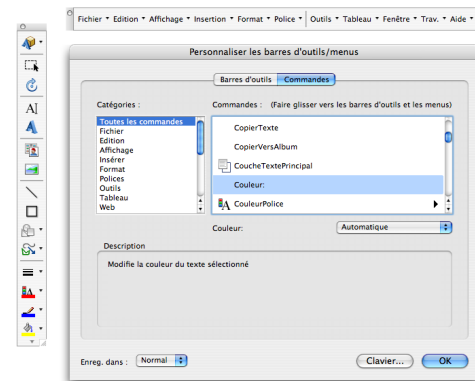 Fichier Edition Affichage Insertion Format Police Outils Tableau Fenêtre Trav. Aide
Personnaliser les barres d'outils/menus
Barres d'outils Commandes
Catégories : Commandes : (Faire glisser vers les barres d'outils et les menus)
Toutes les commandes
Fichier
Edition
Affichage
Insérer
Format
Polices
Outils
Tableau
Web
CopierTexte
CopierVersAlbum
CoucheTextePrincipal
Couleur:
A CouleurPolice
Couleur: Automatique
Description
Modifie la couleur du texte sélectionné
Enreg. dans : Normal Clavier... OK
A
A
A